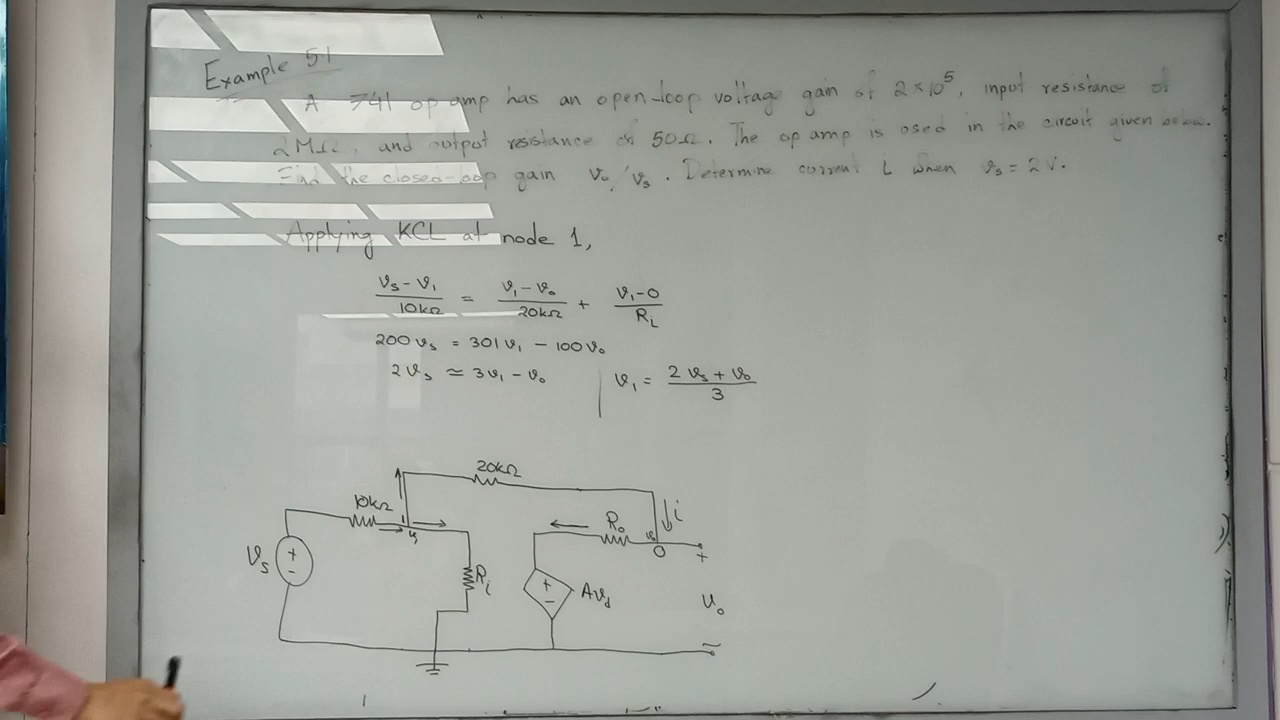 Example 5.1
A 741 op amp has an open-loop voltage gain of 2×10⁵, input resistance of
2MΩ, and output resistance of 50Ω. The op amp is used in the circuit given below.
Find the closed-loop gain v₀/vₛ. Determine current i when vₛ = 2V.
Applying KCL at node 1,
(vₛ - v₁)/10kΩ = (v₁ - v₀)/20kΩ + (v₁ - 0)/R_L
200vₛ = 301v₁ - 100v₀
2vₛ ≃ 3v₁ - v₀ | v₁ = (2vₛ + v₀)/3
20kΩ
10kΩ
i
R₀
1
v₁
v₀
O
+
vₛ
+
-
Rᵢ
+
-
Av_d
v₀
-